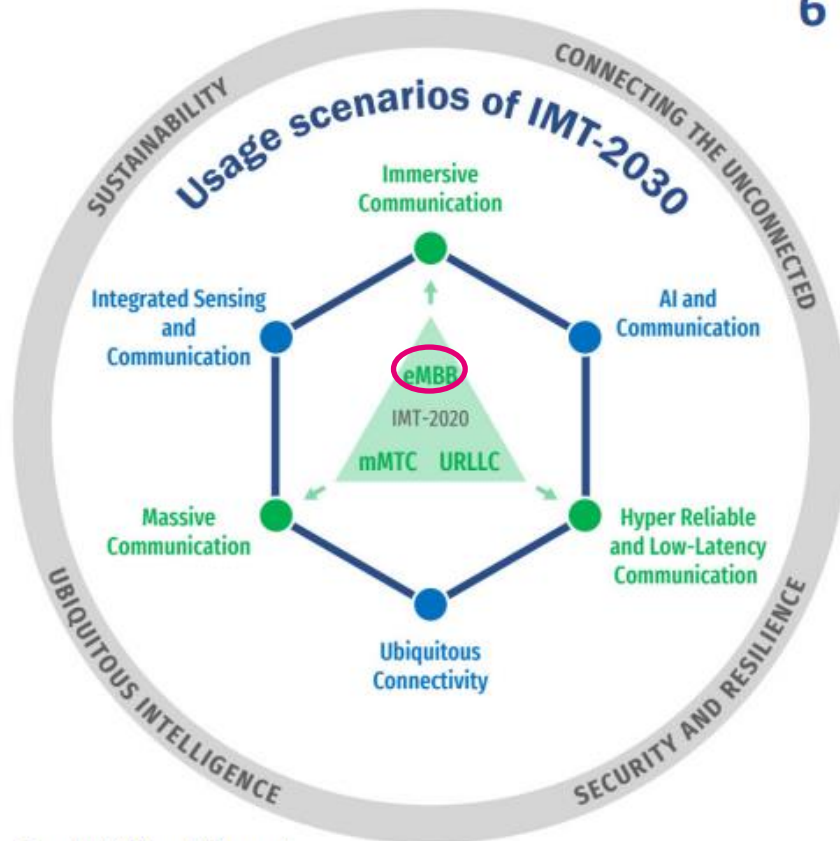 6
SUSTAINABILITY
CONNECTING THE UNCONNECTED
Usage scenarios of IMT-2030
Immersive
Communication
Integrated Sensing
and
Communication
AI and
Communication
eMBB
IMT-2020
mMTC URLLC
Massive
Communication
Hyper Reliable
and Low-Latency
Communication
Ubiquitous
Connectivity
UBIQUITOUS INTELLIGENCE
SECURITY AND RESILIENCE